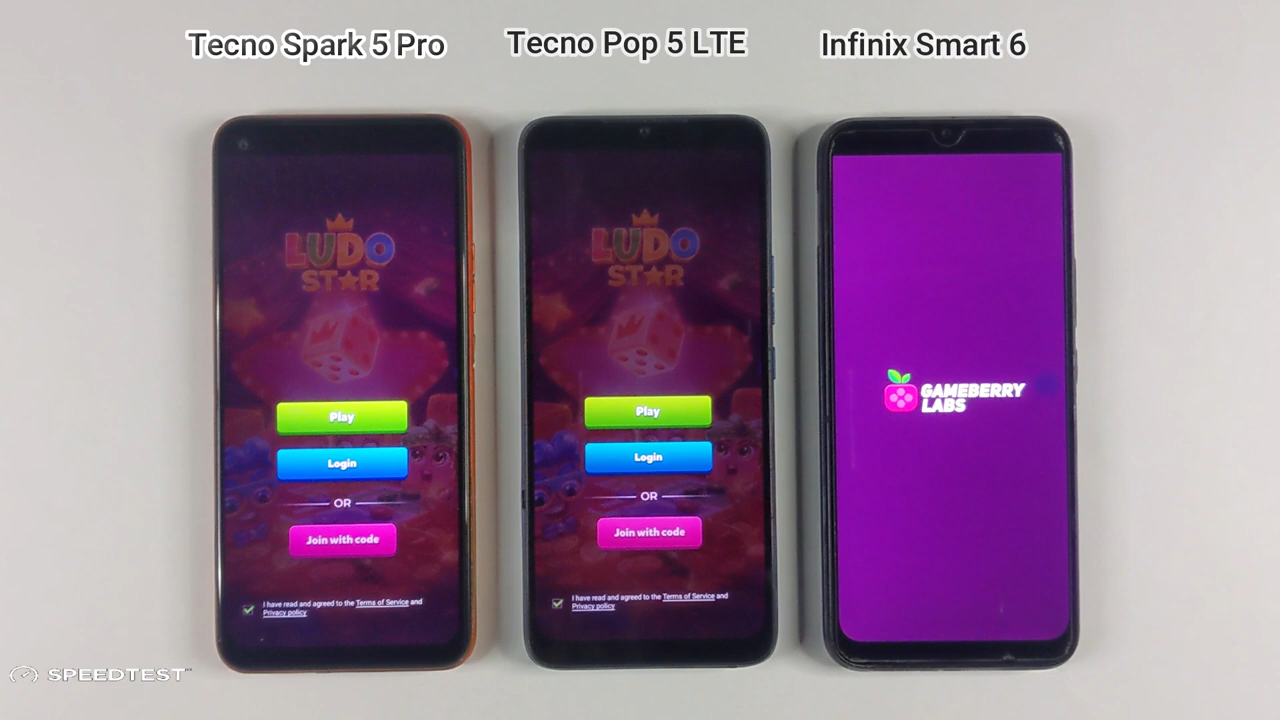 Tecno Spark 5 Pro
Tecno Pop 5 LTE
Infinix Smart 6
LUDO
STAR
Play
Login
OR
Join with code
I have read and agreed to the Terms of Service and
Privacy policy
LUDO
STAR
Play
Login
OR
Join with code
I have read and agreed to the Terms of Service and
Privacy policy
GAMEBERRY
LABS
SPEEDTEST